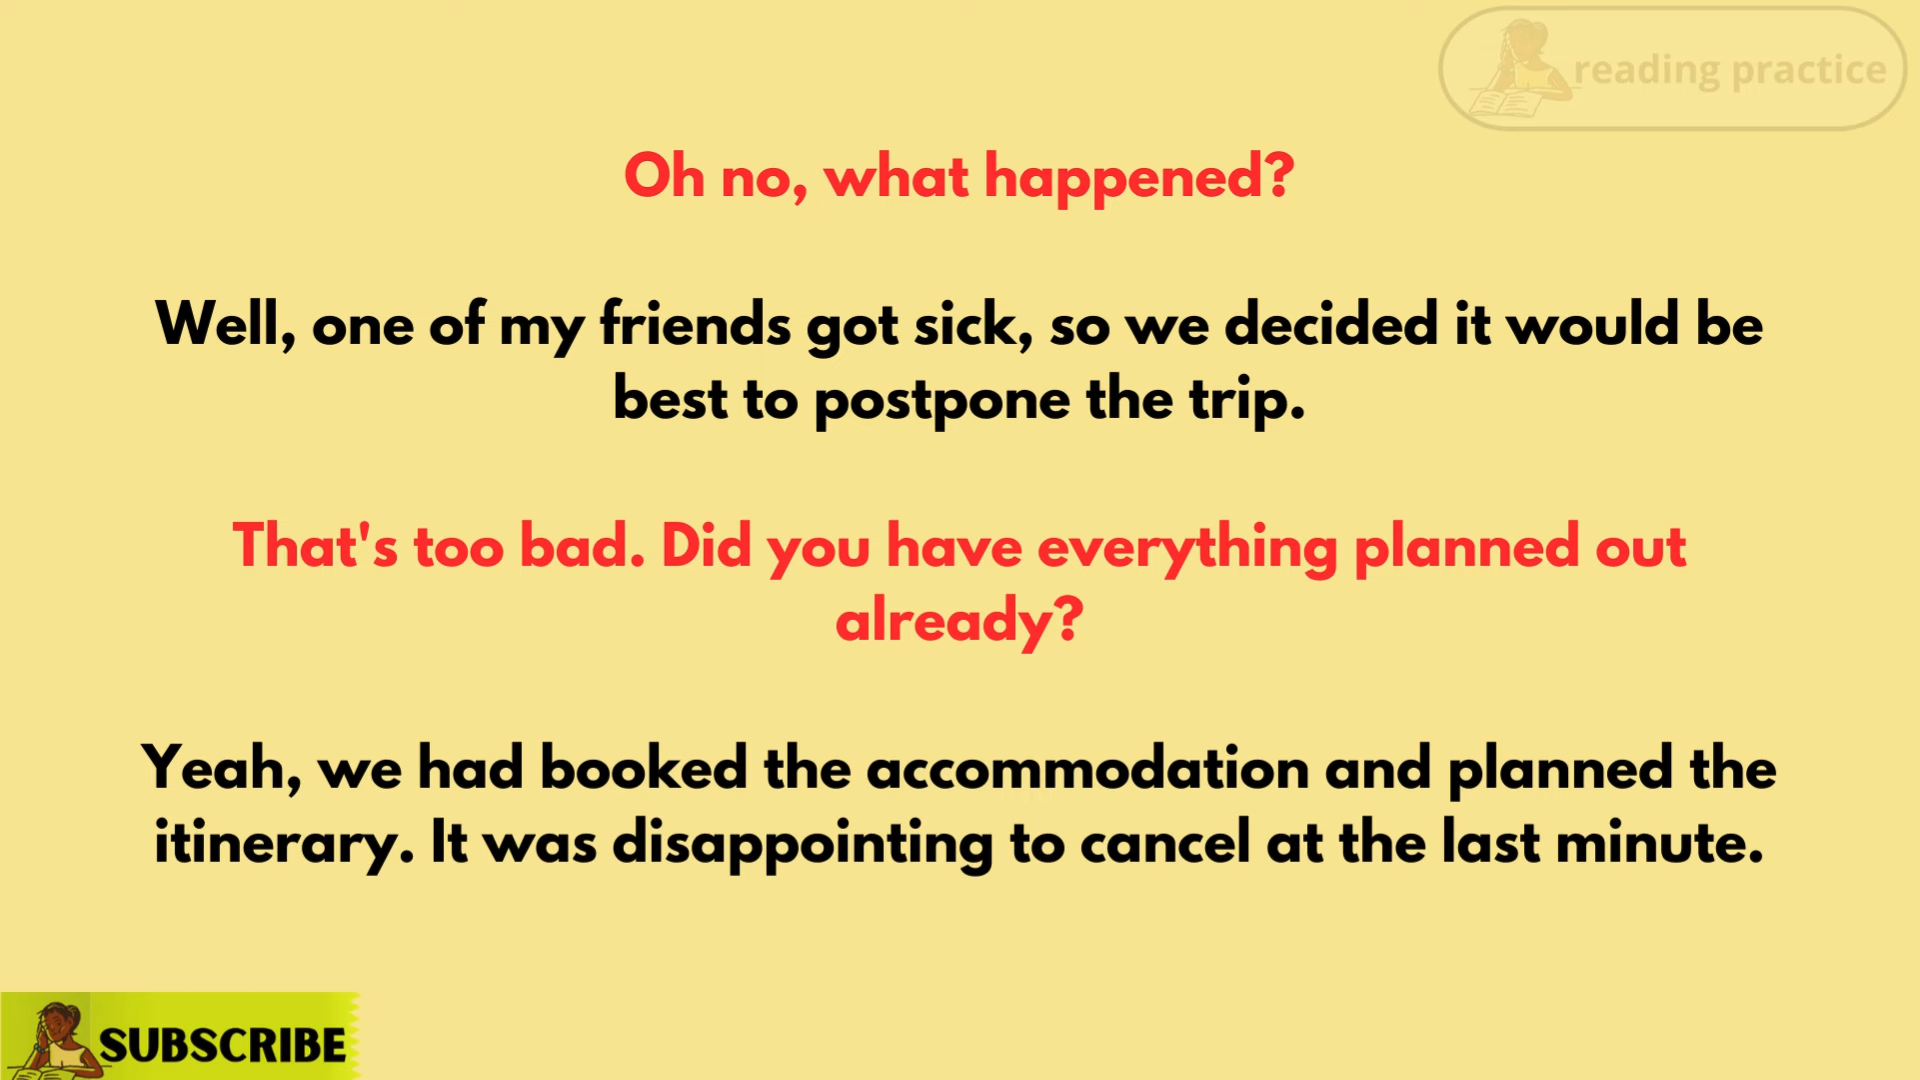 reading practice
Oh no, what happened?
Well, one of my friends got sick, so we decided it would be
best to postpone the trip.
That's too bad. Did you have everything planned out
already?
Yeah, we had booked the accommodation and planned the
itinerary. It was disappointing to cancel at the last minute.
SUBSCRIBE